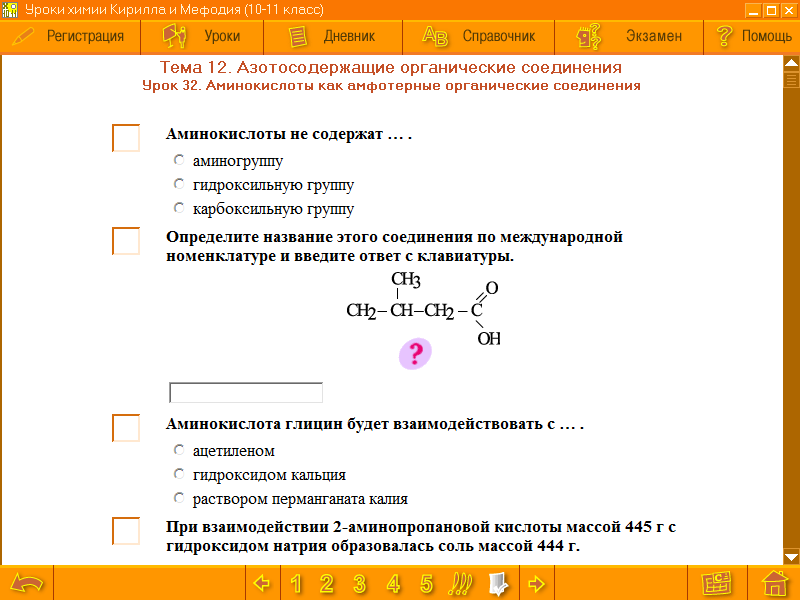 Уроки химии Кирилла и Мефодия (10-11 класс)
Регистрация Уроки Дневник Справочник Экзамен Помощь
Тема 12. Азотосодержащие органические соединения
Урок 32. Аминокислоты как амфотерные органические соединения
Аминокислоты не содержат … .
аминогруппу
гидроксильную группу
карбоксильную группу
Определите название этого соединения по международной
номенклатуре и введите ответ с клавиатуры.
CH3
O
CH2–CH–CH2–C
OH
?
Аминокислота глицин будет взаимодействовать с … .
ацетиленом
гидроксидом кальция
раствором перманганата калия
При взаимодействии 2-аминопропановой кислоты массой 445 г с
гидроксидом натрия образовалась соль массой 444 г.
1 2 3 4 5